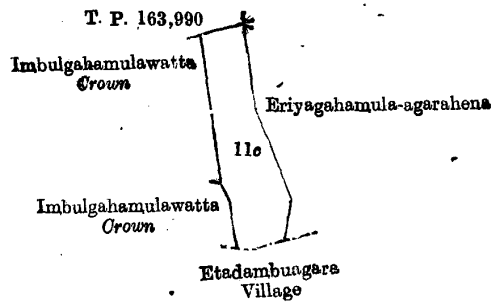 T. P. 163,990
Imbulgahamulawatta
Crown
Eriyagahamula-agarahena
11c
Imbulgahamulawatta
Crown
Etadambuagara
Village